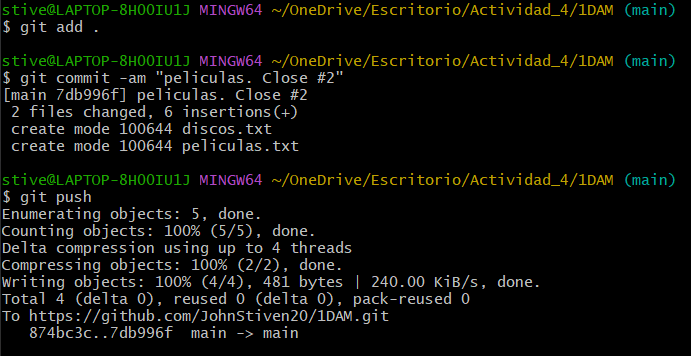 stive@LAPTOP-8H00IU1J MINGW64 ~/OneDrive/Escritorio/Actividad_4/1DAM (main)
$ git add .
stive@LAPTOP-8H00IU1J MINGW64 ~/OneDrive/Escritorio/Actividad_4/1DAM (main)
$ git commit -am "peliculas. Close #2"
[main 7db996f] peliculas. Close #2
 2 files changed, 6 insertions(+)
 create mode 100644 discos.txt
 create mode 100644 peliculas.txt
stive@LAPTOP-8H00IU1J MINGW64 ~/OneDrive/Escritorio/Actividad_4/1DAM (main)
$ git push
Enumerating objects: 5, done.
Counting objects: 100% (5/5), done.
Delta compression using up to 4 threads
Compressing objects: 100% (2/2), done.
Writing objects: 100% (4/4), 481 bytes | 240.00 KiB/s, done.
Total 4 (delta 0), reused 0 (delta 0), pack-reused 0
To https://github.com/JohnStiven20/1DAM.git
   874bc3c..7db996f  main -> main